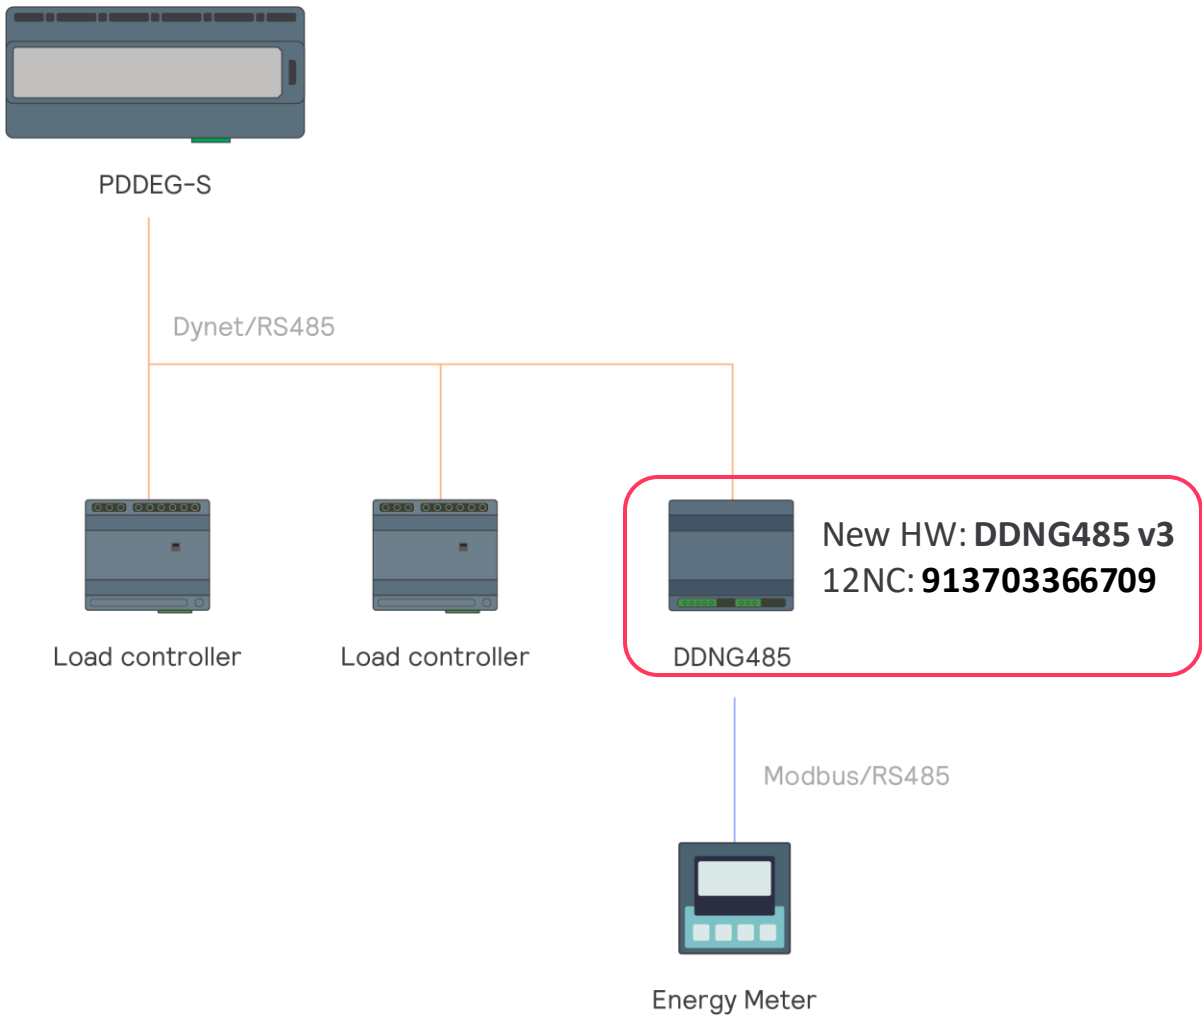 PDDEG-S
Dynet/RS485
New HW: DDNG485 v3
12NC: 913703366709
Load controller
Load controller
DDNG485
Modbus/RS485
Energy Meter